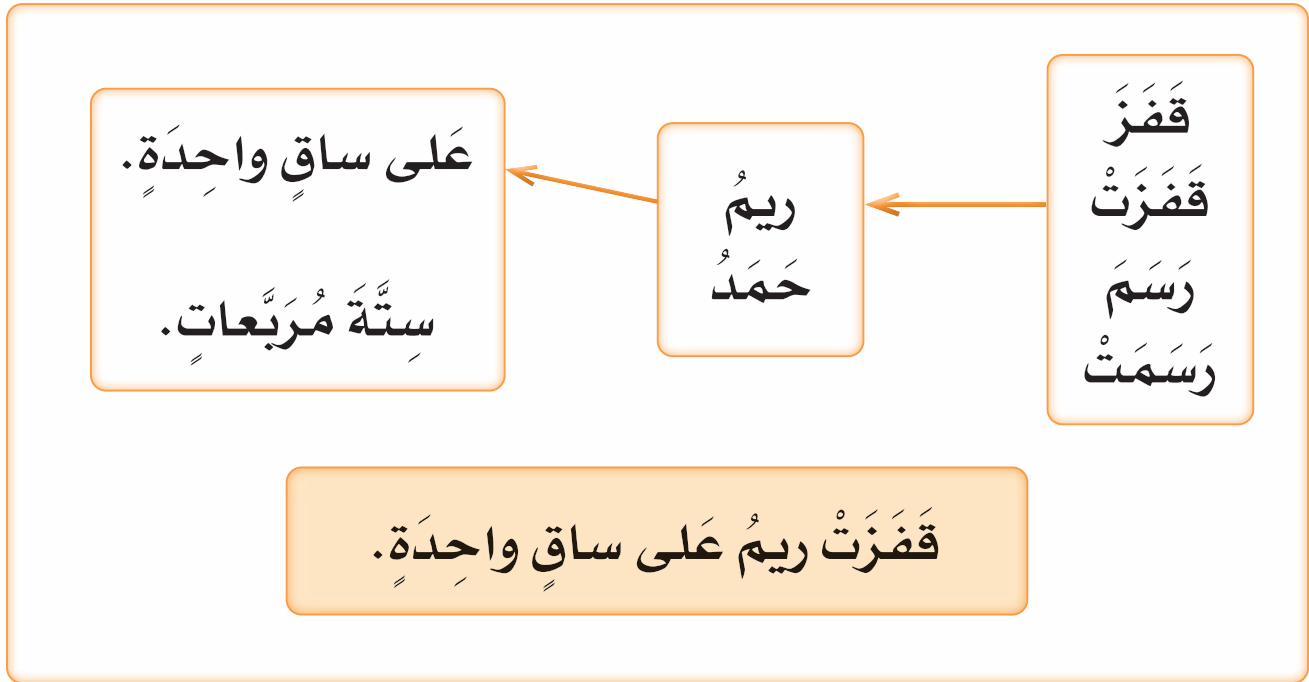 قَفَزَ
قَفَزَتْ
رَسَمَ
رَسَمَتْ
ريمُ
حَمَدُ
عَلى ساقٍ واحِدَةٍ.
سِتَّةَ مُرَبَّعاتٍ.
قَفَزَتْ ريمُ عَلى ساقٍ واحِدَةٍ.